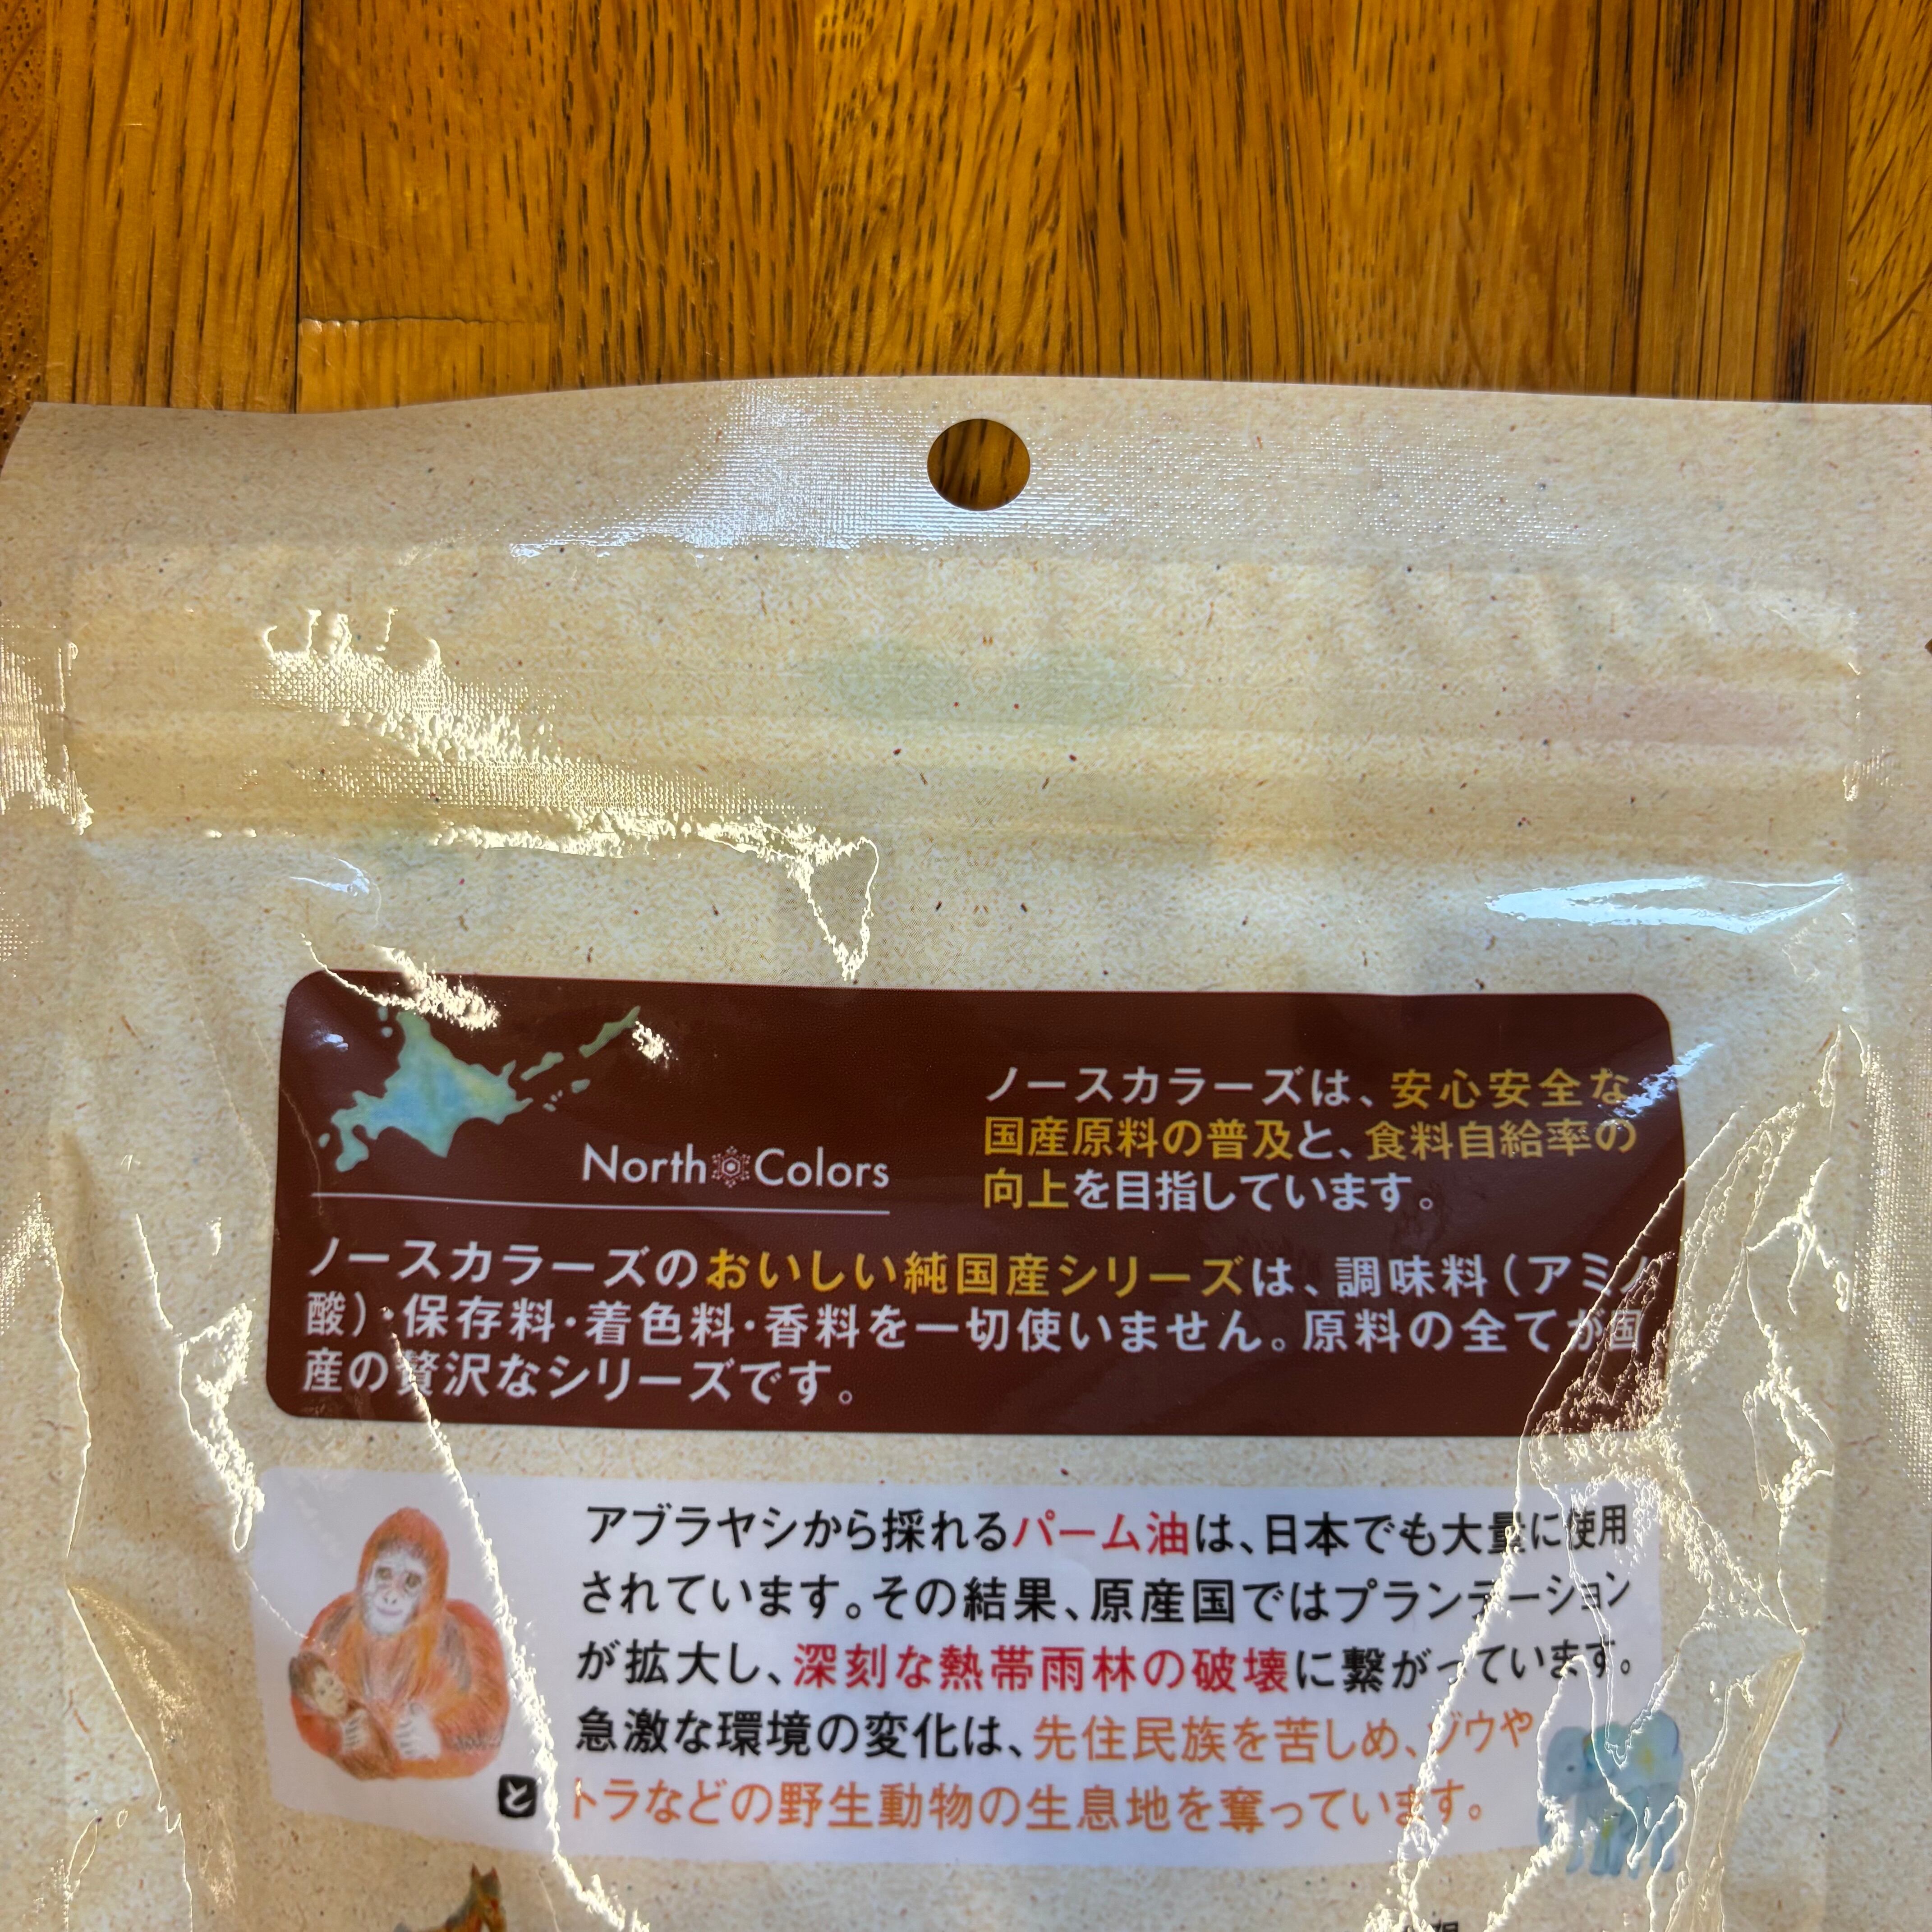 North Colors
ノースカラーズは、安心安全な
国産原料の普及と、食料自給率の
向上を目指しています。
ノースカラーズのおいしい純国産シリーズは、調味料(アミノ
酸)・保存料・着色料・香料を一切使いません。原料の全てが国
産の贅沢なシリーズです。
アブラヤシから採れるパーム油は、日本でも大量に使用
されています。その結果、原産国ではプランテーション
が拡大し、深刻な熱帯雨林の破壊に繋がっています。
急激な環境の変化は、先住民族を苦しめ、ゾウや
トラなどの野生動物の生息地を奪っています。
と